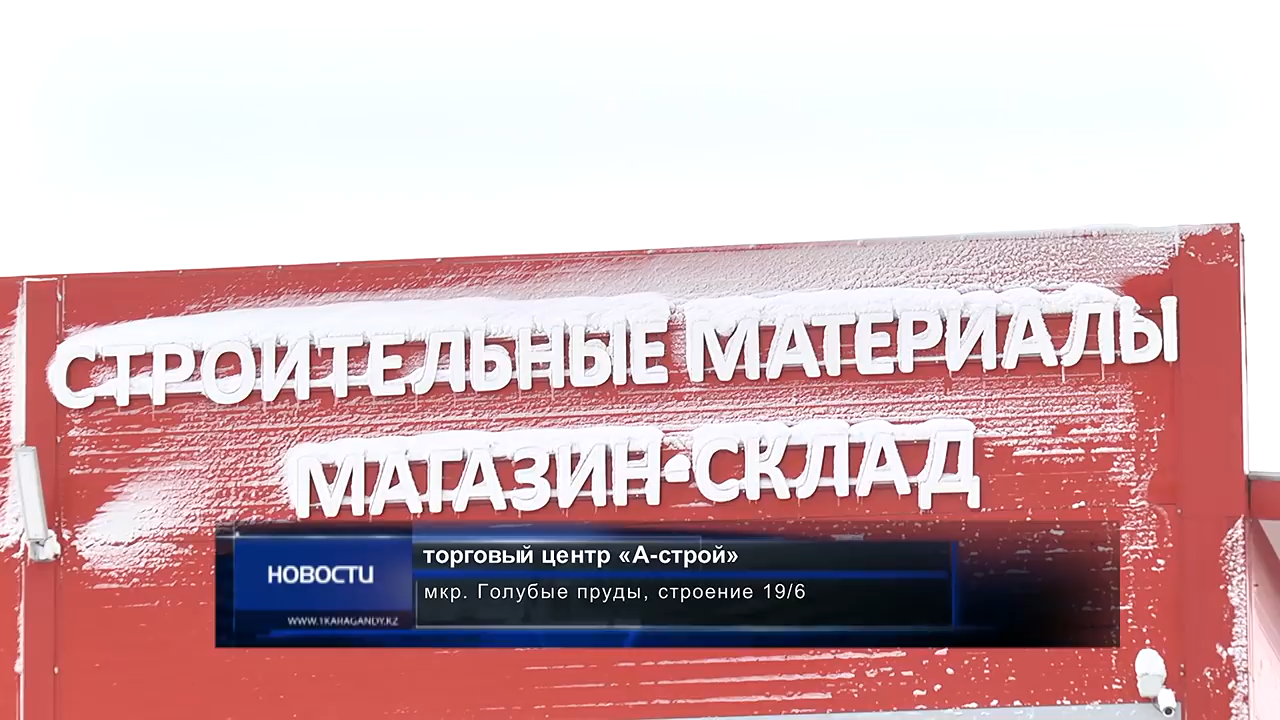 СТРОИТЕЛЬНЫЕ МАТЕРИАЛЫ
МАГАЗИН-СКЛАД
торговый центр «А-строй»
НОВОСТИ
мкр. Голубые пруды, строение 19/6
WWW.1KARAGANDY.KZ